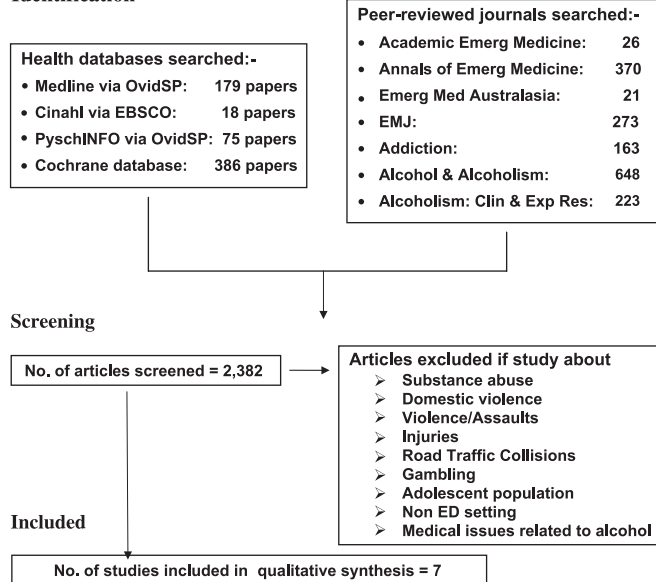 Identification
Health databases searched:-
• Medline via OvidSP: 179 papers
• Cinahl via EBSCO: 18 papers
• PyschINFO via OvidSP: 75 papers
• Cochrane database: 386 papers
Peer-reviewed journals searched:-
• Academic Emerg Medicine: 26
• Annals of Emerg Medicine: 370
• Emerg Med Australasia: 21
• EMJ: 273
• Addiction: 163
• Alcohol & Alcoholism: 648
• Alcoholism: Clin & Exp Res: 223
Screening
No. of articles screened = 2,382
Articles excluded if study about
➢ Substance abuse
➢ Domestic violence
➢ Violence/Assaults
➢ Injuries
➢ Road Traffic Collisions
➢ Gambling
➢ Adolescent population
➢ Non ED setting
➢ Medical issues related to alcohol
Included
No. of studies included in qualitative synthesis = 7